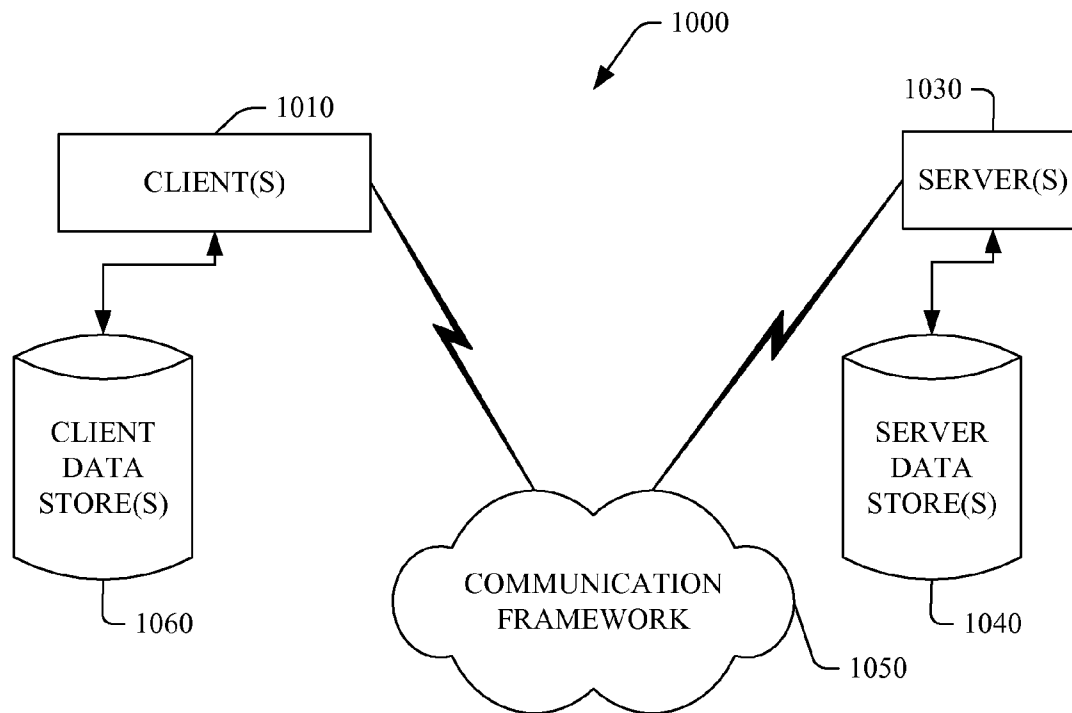 1000
1010
1030
CLIENT(S)
SERVER(S)
CLIENT
DATA
STORE(S)
SERVER
DATA
STORE(S)
COMMUNICATION
FRAMEWORK
1060
1040
1050